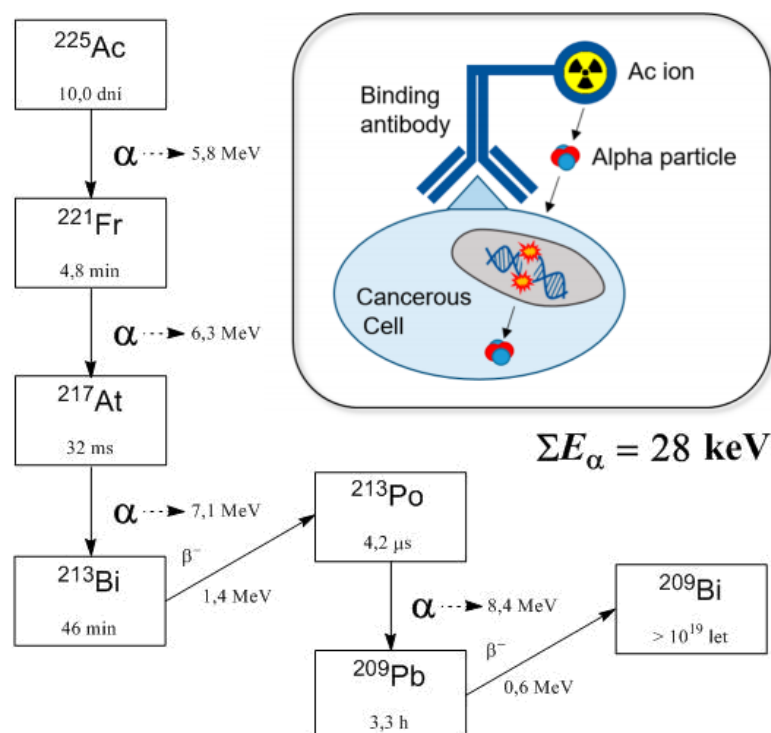 ²²⁵Ac
10,0 dní
α 5,8 MeV
²²¹Fr
4,8 min
α 6,3 MeV
²¹⁷At
32 ms
α 7,1 MeV
²¹³Bi
46 min
β⁻
1,4 MeV
²¹³Po
4,2 μs
α 8,4 MeV
²⁰⁹Pb
3,3 h
β⁻
0,6 MeV
²⁰⁹Bi
> 10¹⁹ let
Binding
antibody
Ac ion
Alpha particle
Cancerous
Cell
ΣEα = 28 keV